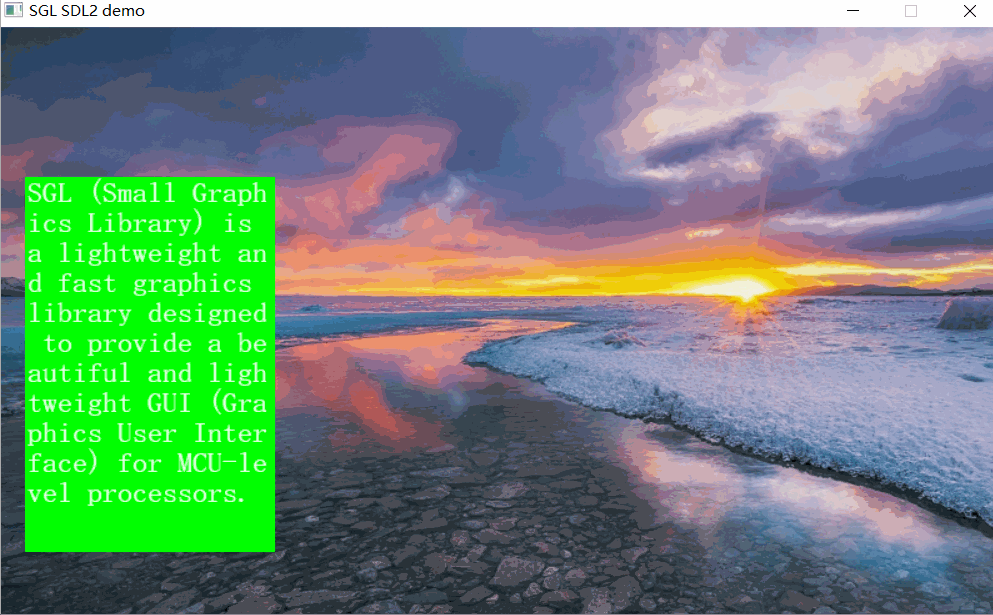 SGL SDL2 demo
SGL (Small Graph
ics Library) is
a lightweight an
d fast graphics
library designed
 to provide a be
autiful and ligh
tweight GUI (Gra
phics User Inter
face) for MCU-le
vel processors.